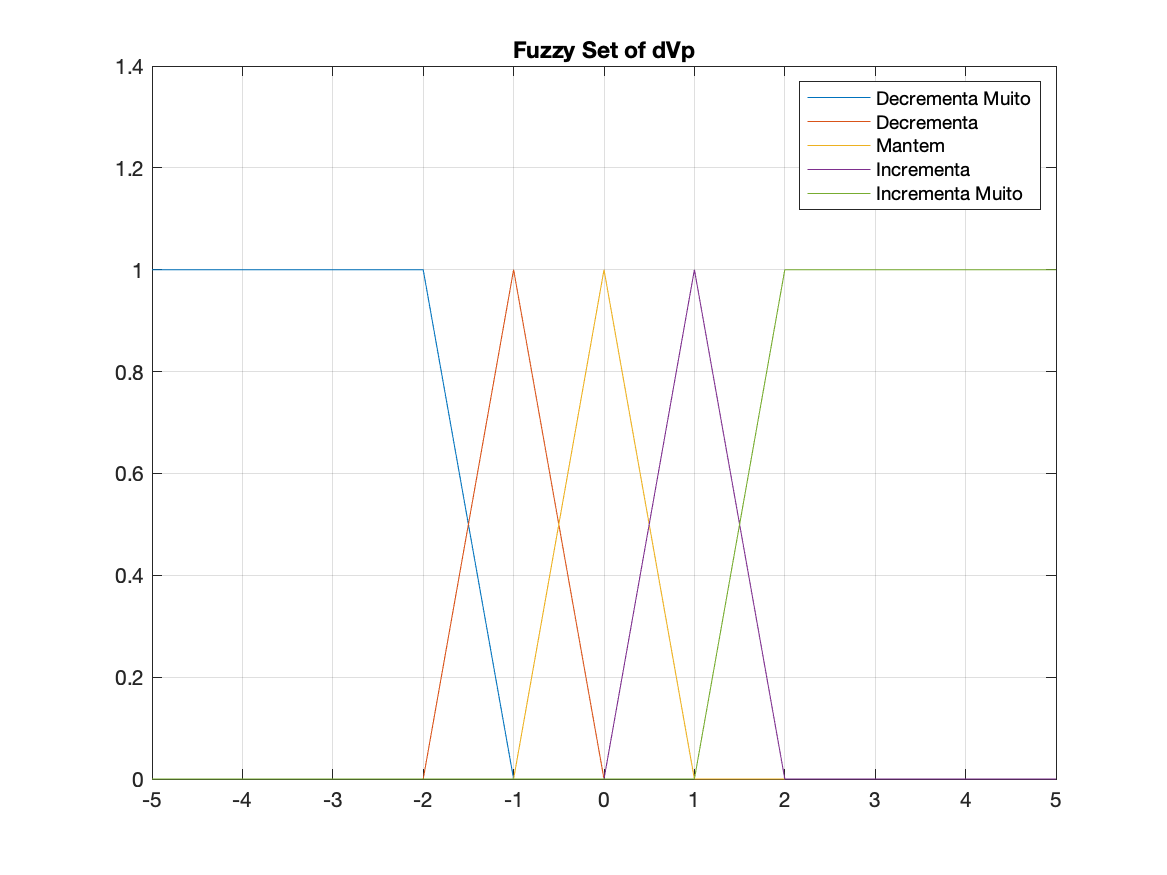 Fuzzy Set of dVp
1.4
Decrementa Muito
Decrementa
Mantem
Incrementa
Incrementa Muito
1.2
1
0.8
0.6
0.4
0.2
0
-5 -4 -3 -2 -1 0 1 2 3 4 5